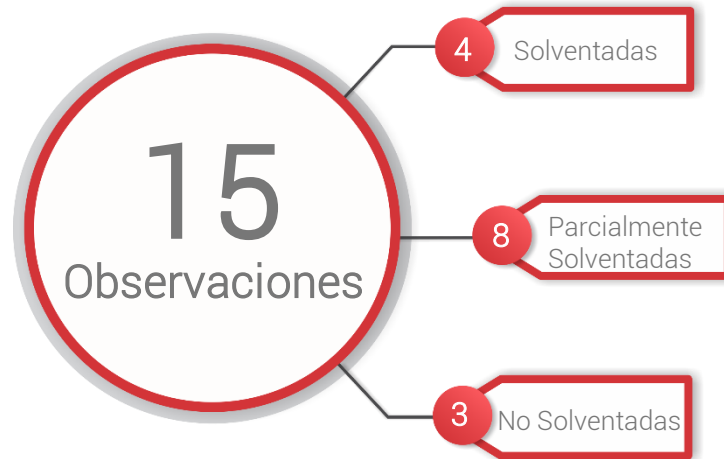 15
Observaciones
4
Solventadas
8
Parcialmente
Solventadas
3
No Solventadas